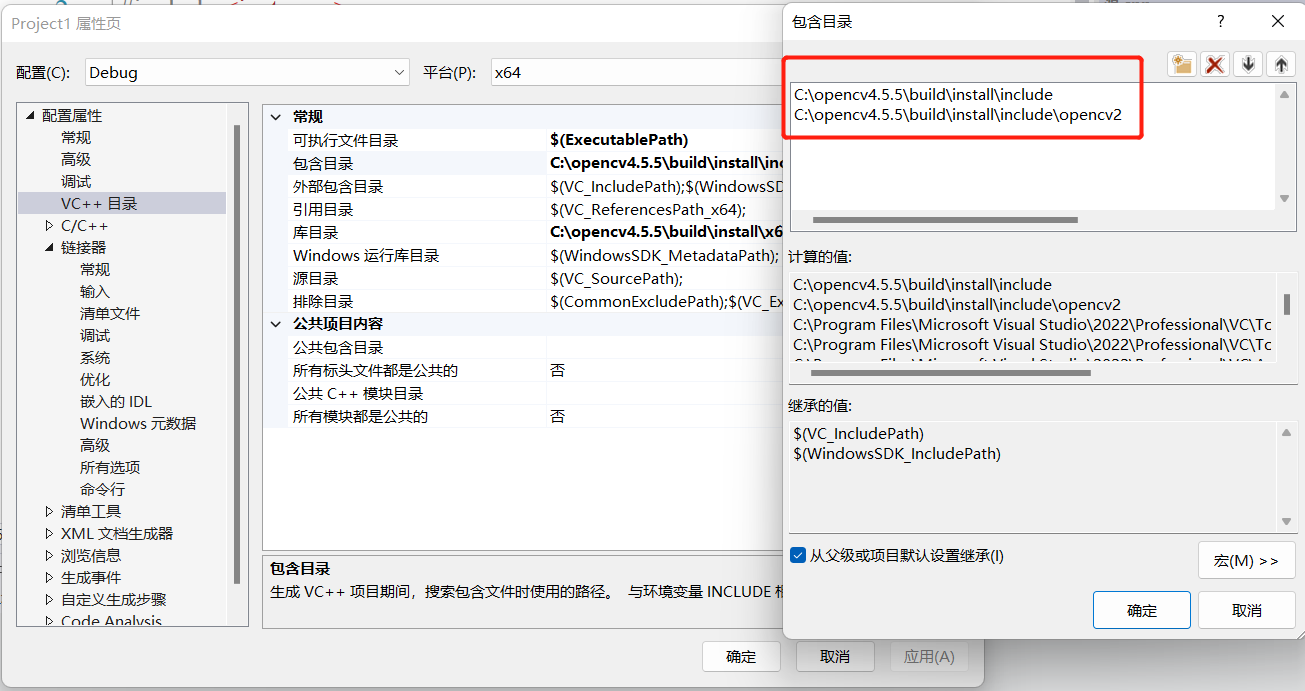 Project1 属性页
配置(C):
Debug
平台(P):
x64
配置属性
常规
高级
调试
VC++ 目录
C/C++
链接器
常规
输入
清单文件
调试
系统
优化
嵌入的 IDL
Windows 元数据
高级
所有选项
命令行
清单工具
XML 文档生成器
浏览信息
生成事件
自定义生成步骤
Code Analysis
常规
可执行文件目录 $(ExecutablePath)
包含目录 C:\opencv4.5.5\build\install\inc
外部包含目录 $(VC_IncludePath);$(WindowsSD
引用目录 $(VC_ReferencesPath_x64);
库目录 C:\opencv4.5.5\build\install\x6
Windows 运行库目录 $(WindowsSDK_MetadataPath);
源目录 $(VC_SourcePath);
排除目录 $(CommonExcludePath);$(VC_Ex
公共项目内容
公共包含目录
所有标头文件都是公共的 否
公共 C++ 模块目录
所有模块都是公共的 否
包含目录
生成 VC++ 项目期间，搜索包含文件时使用的路径。 与环境变量 INCLUDE
确定
取消
应用(A)
包含目录
?
C:\opencv4.5.5\build\install\include
C:\opencv4.5.5\build\install\include\opencv2
计算的值:
C:\opencv4.5.5\build\install\include
C:\opencv4.5.5\build\install\include\opencv2
C:\Program Files\Microsoft Visual Studio\2022\Professional\VC\Tc
C:\Program Files\Microsoft Visual Studio\2022\Professional\VC\Tc
继承的值:
$(VC_IncludePath)
$(WindowsSDK_IncludePath)
从父级或项目默认设置继承(I)
宏(M) >>
确定
取消